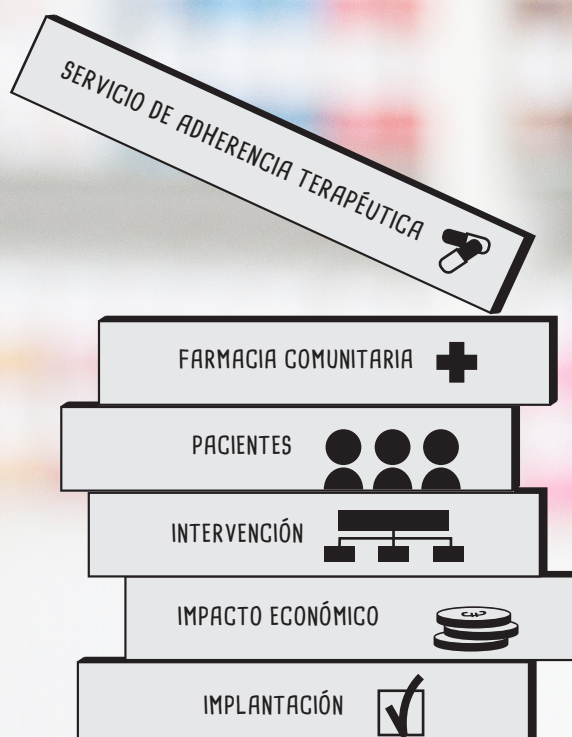 SERVICIO DE ADHERENCIA TERAPÉUTICA
FARMACIA COMUNITARIA
PACIENTES
INTERVENCIÓN
IMPACTO ECONÓMICO
IMPLANTACIÓN